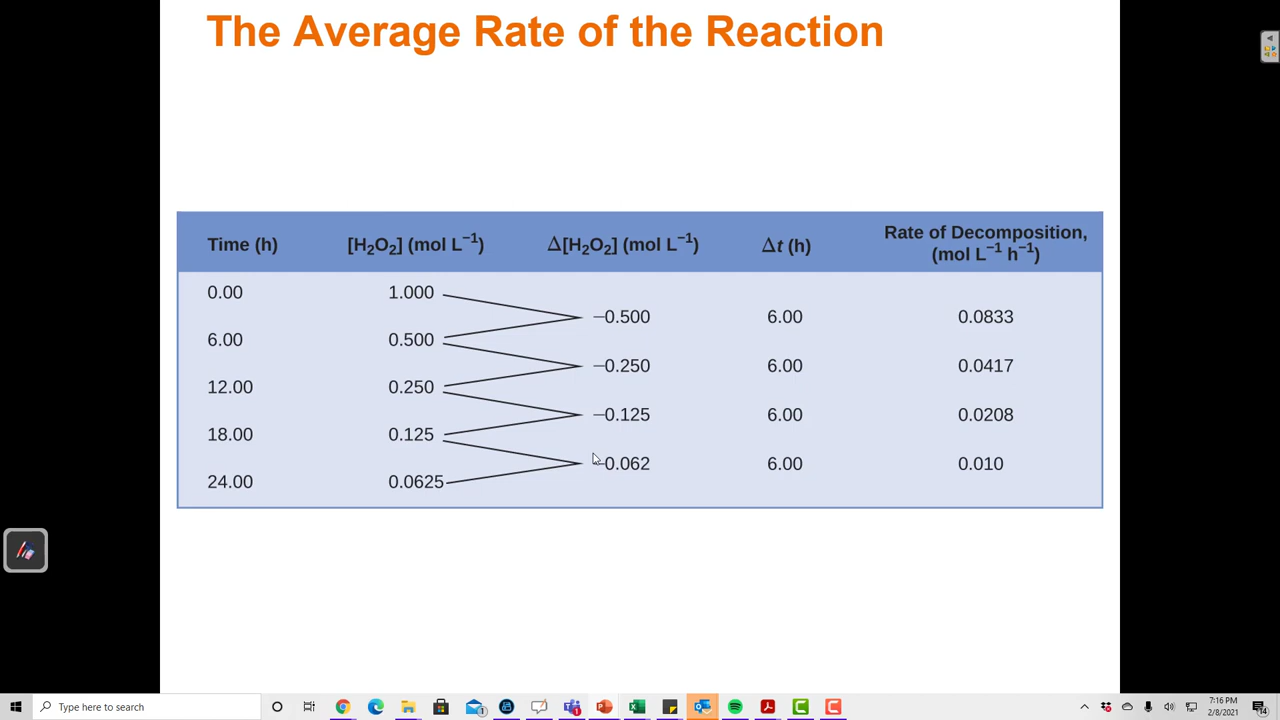 The Average Rate of the Reaction
Time (h) [H₂O₂] (mol L⁻¹) Δ[H₂O₂] (mol L⁻¹) Δt (h) Rate of Decomposition, (mol L⁻¹ h⁻¹)
0.00 1.000
−0.500 6.00 0.0833
6.00 0.500
−0.250 6.00 0.0417
12.00 0.250
−0.125 6.00 0.0208
18.00 0.125
−0.062 6.00 0.010
24.00 0.0625
Type here to search
7:16 PM
2/8/2021